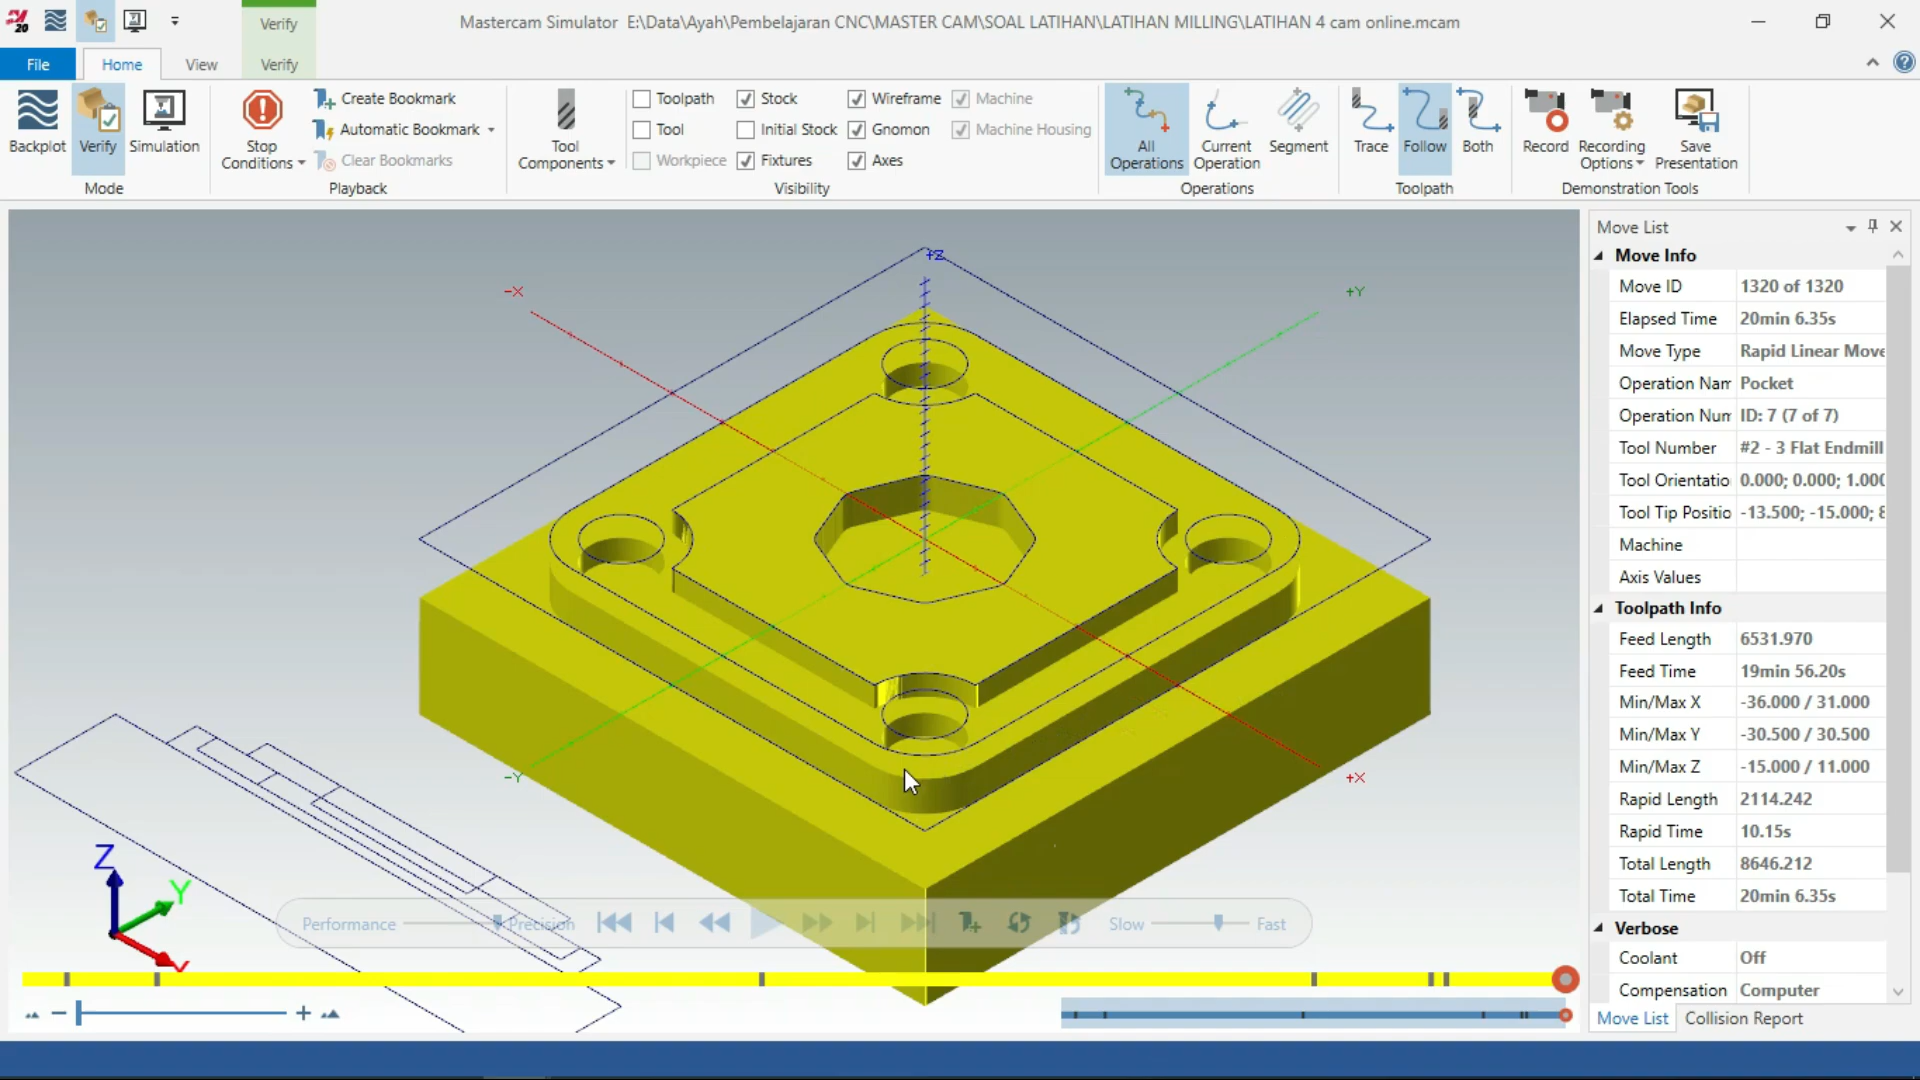 Verify
Mastercam Simulator E:\Data\Ayah\Pembelajaran CNC\MASTER CAM\SOAL LATIHAN\LATIHAN MILLING\LATIHAN 4 cam online.mcam
File Home View Verify
Backplot Verify Simulation
Mode
Stop Conditions
Create Bookmark
Automatic Bookmark
Clear Bookmarks
Playback
Tool Components
Toolpath Stock Wireframe Machine
Tool Initial Stock Gnomon Machine Housing
Workpiece Fixtures Axes
Visibility
All Operations
Current Operation
Segment
Operations
Trace Follow Both
Toolpath
Record
Recording Options
Save Presentation
Demonstration Tools
+Z
-X
+Y
-Y
+X
Z
Y
Performance Precision Slow Fast
Move List
Move Info
Move ID 1320 of 1320
Elapsed Time 20min 6.35s
Move Type Rapid Linear Move
Operation Nam Pocket
Operation Num ID: 7 (7 of 7)
Tool Number #2 - 3 Flat Endmill
Tool Orientatio 0.000; 0.000; 1.000
Tool Tip Positio -13.500; -15.000;
Machine
Axis Values
Toolpath Info
Feed Length 6531.970
Feed Time 19min 56.20s
Min/Max X -36.000 / 31.000
Min/Max Y -30.500 / 30.500
Min/Max Z -15.000 / 11.000
Rapid Length 2114.242
Rapid Time 10.15s
Total Length 8646.212
Total Time 20min 6.35s
Verbose
Coolant Off
Compensation Computer
Move List Collision Report